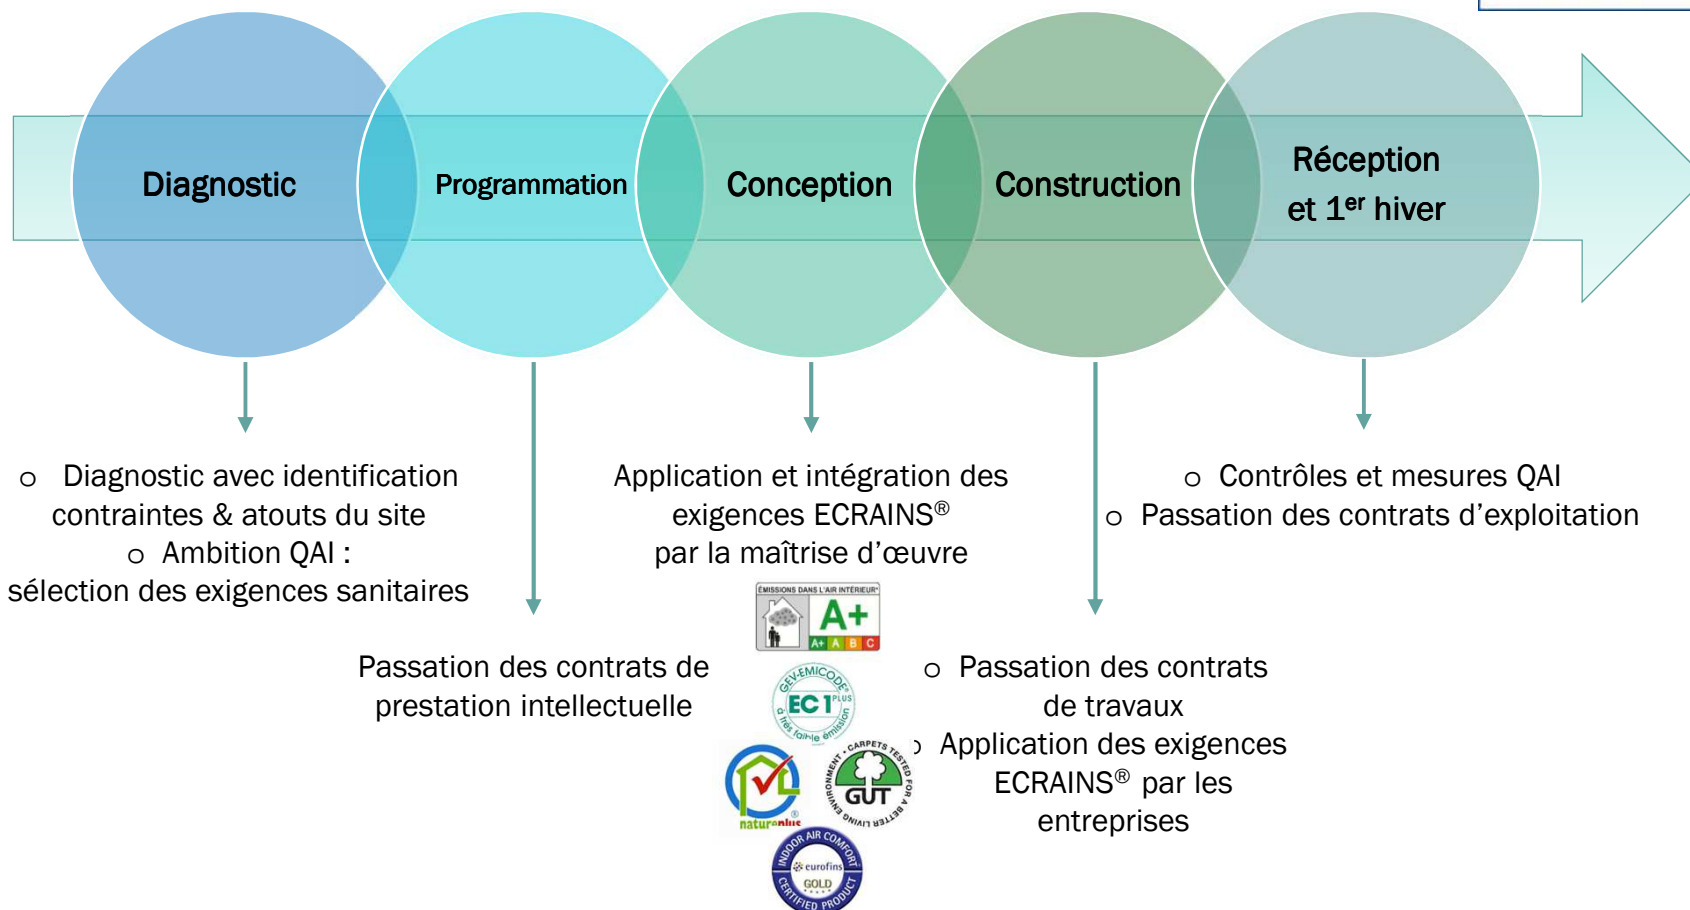 Diagnostic
Programmation
Conception
Construction
Réception
et 1er hiver
o Diagnostic avec identification
contraintes & atouts du site
o Ambition QAI :
sélection des exigences sanitaires
Passation des contrats de
prestation intellectuelle
Application et intégration des
exigences ECRAINS®
par la maîtrise d’œuvre
ÉMISSIONS DANS L'AIR INTÉRIEUR*
A+
A+ A B C
GEV-EMICODE®
EC1 PLUS
à très faible émission
natureplus®
CARPETS TESTED FOR A BETTER LIVING ENVIRONMENT
GUT
INDOOR AIR COMFORT
eurofins
GOLD
CERTIFIED PRODUCT
o Passation des contrats
de travaux
o Application des exigences
ECRAINS® par les
entreprises
o Contrôles et mesures QAI
o Passation des contrats d’exploitation